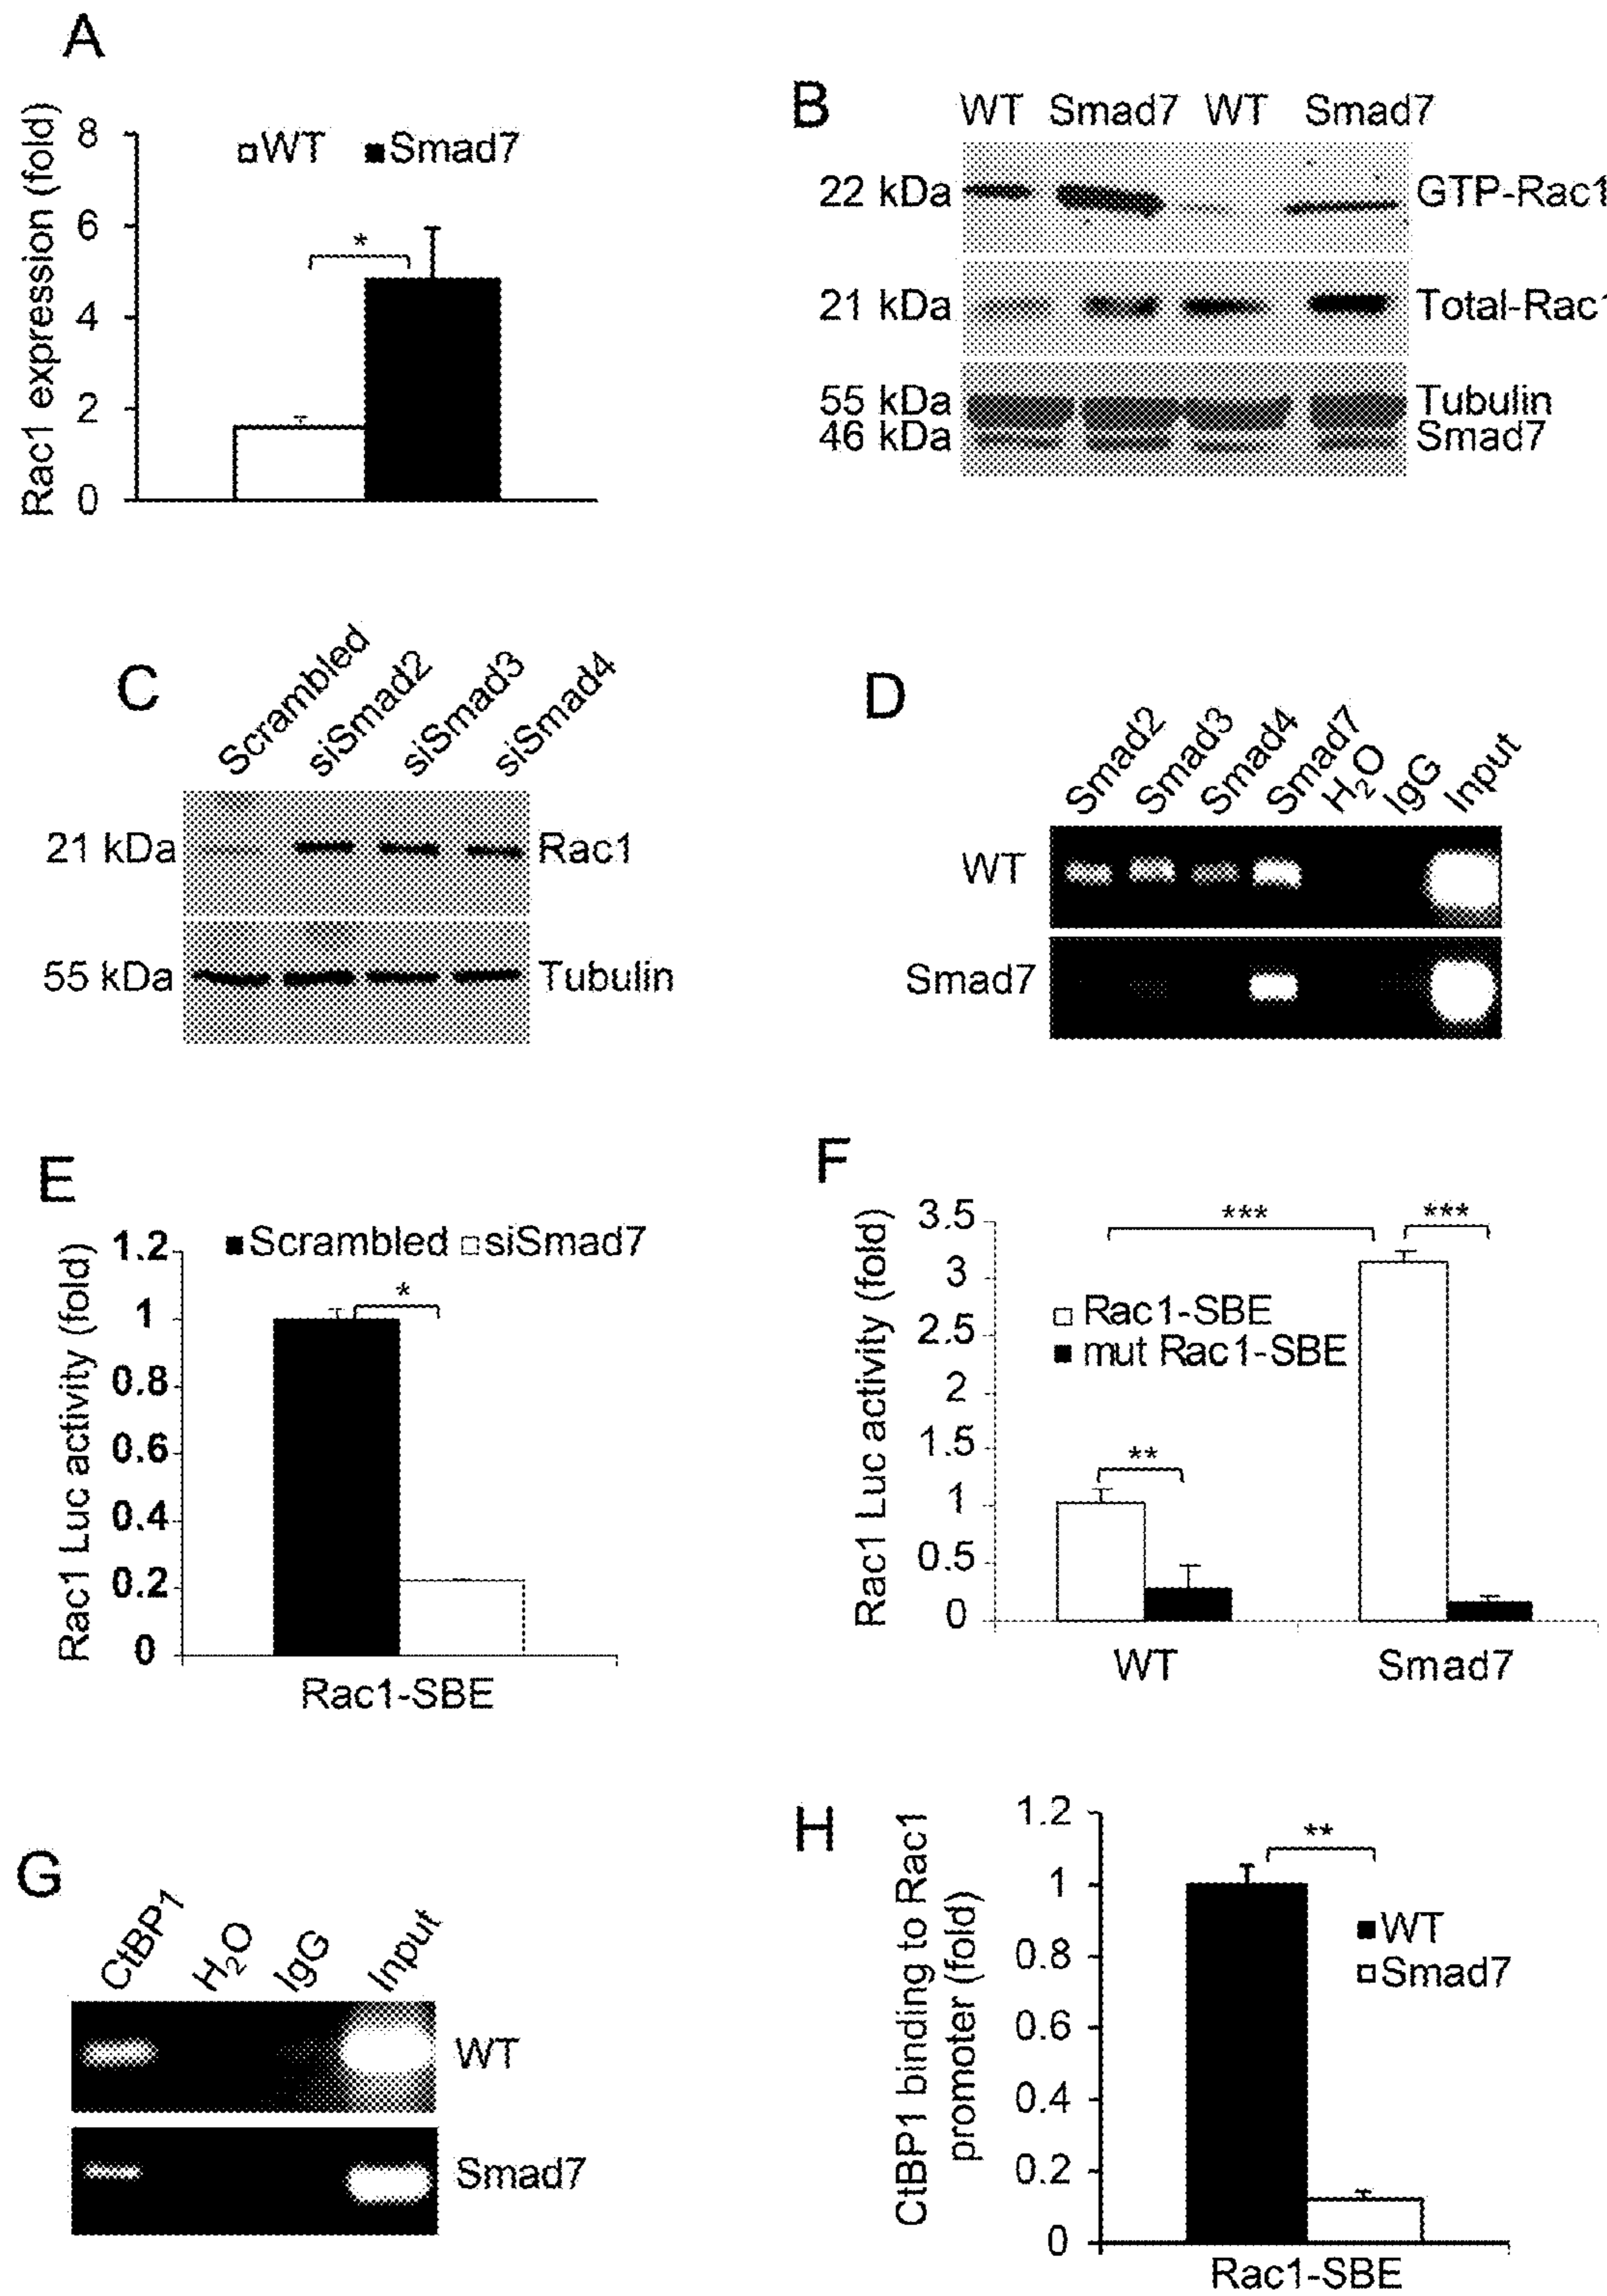 A
Rac1 expression (fold)
8
6
4
2
0
WT Smad7
*
B
WT Smad7 WT Smad7
22 kDa GTP-Rac1
21 kDa Total-Rac1
55 kDa Tubulin
46 kDa Smad7
C
Scrambled siSmad2 siSmad3 siSmad4
21 kDa Rac1
55 kDa Tubulin
D
Smad2 Smad3 Smad4 Smad7 H2O IgG Input
WT
Smad7
E
Rac1 Luc activity (fold)
1.2
1
0.8
0.6
0.4
0.2
0
Scrambled siSmad7
*
Rac1-SBE
F
Rac1 Luc activity (fold)
3.5
3
2.5
2
1.5
1
0.5
0
*** ***
Rac1-SBE
mut Rac1-SBE
**
WT Smad7
G
CtBP1 H2O IgG Input
WT
Smad7
H
CtBP1 binding to Rac1
promoter (fold)
1.2
1
0.8
0.6
0.4
0.2
0
**
WT
Smad7
Rac1-SBE